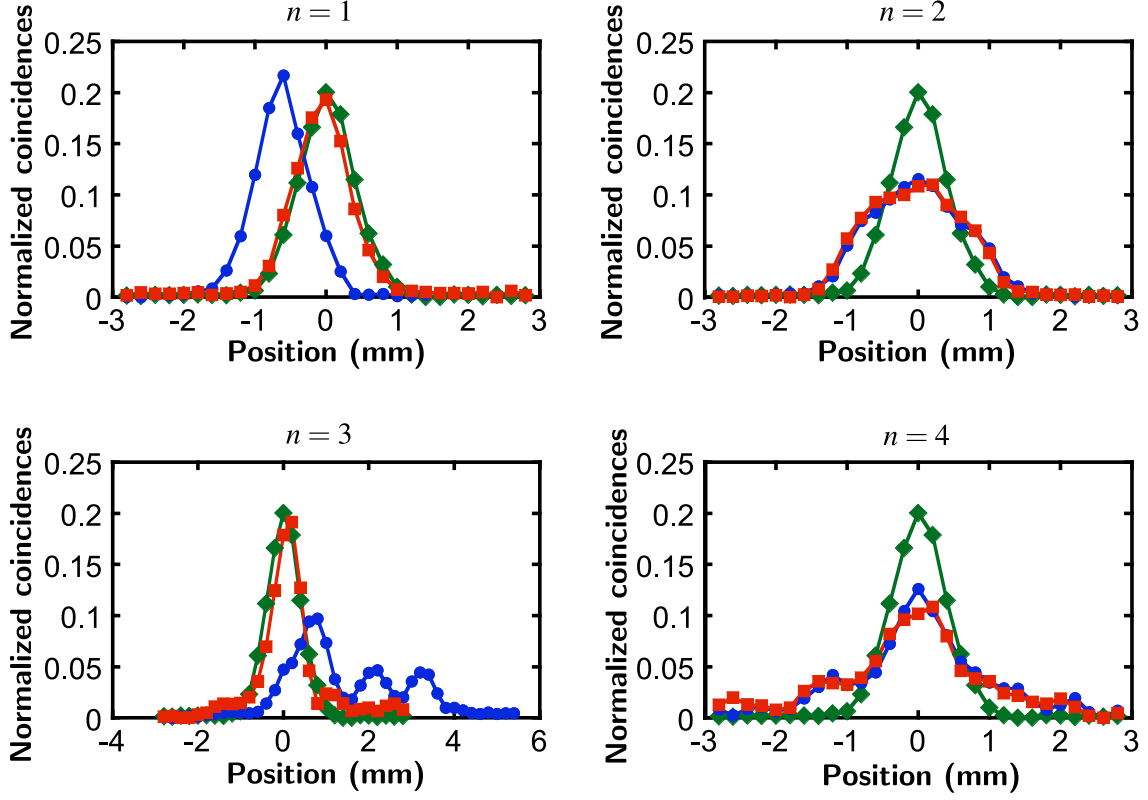 n = 1
Normalized coincidences
0.25
0.2
0.15
0.1
0.05
0
-3 -2 -1 0 1 2 3
Position (mm)
n = 2
Normalized coincidences
0.25
0.2
0.15
0.1
0.05
0
-3 -2 -1 0 1 2 3
Position (mm)
n = 3
Normalized coincidences
0.25
0.2
0.15
0.1
0.05
0
-4 -2 0 2 4 6
Position (mm)
n = 4
Normalized coincidences
0.25
0.2
0.15
0.1
0.05
0
-3 -2 -1 0 1 2 3
Position (mm)